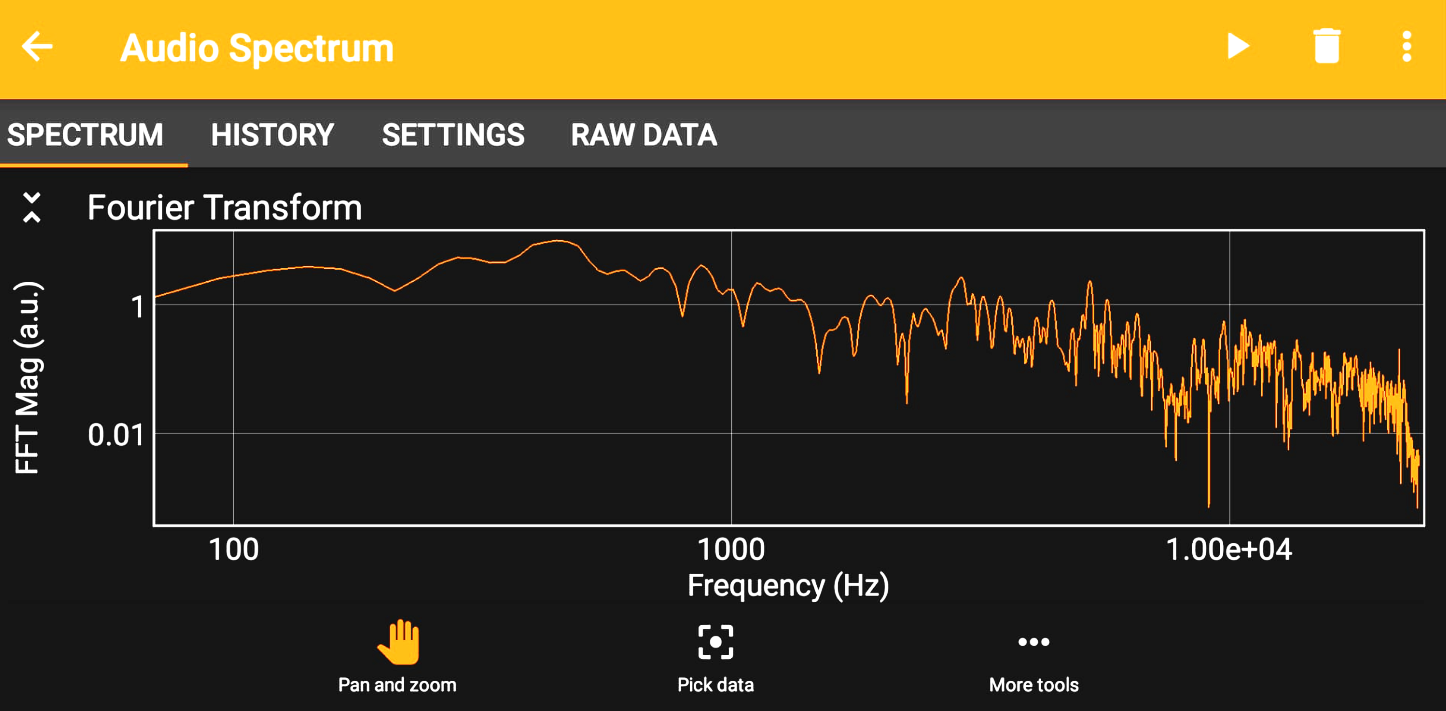 Audio Spectrum
SPECTRUM HISTORY SETTINGS RAW DATA
Fourier Transform
FFT Mag (a.u.)
1
0.01
100 1000 1.00e+04
Frequency (Hz)
Pan and zoom Pick data More tools